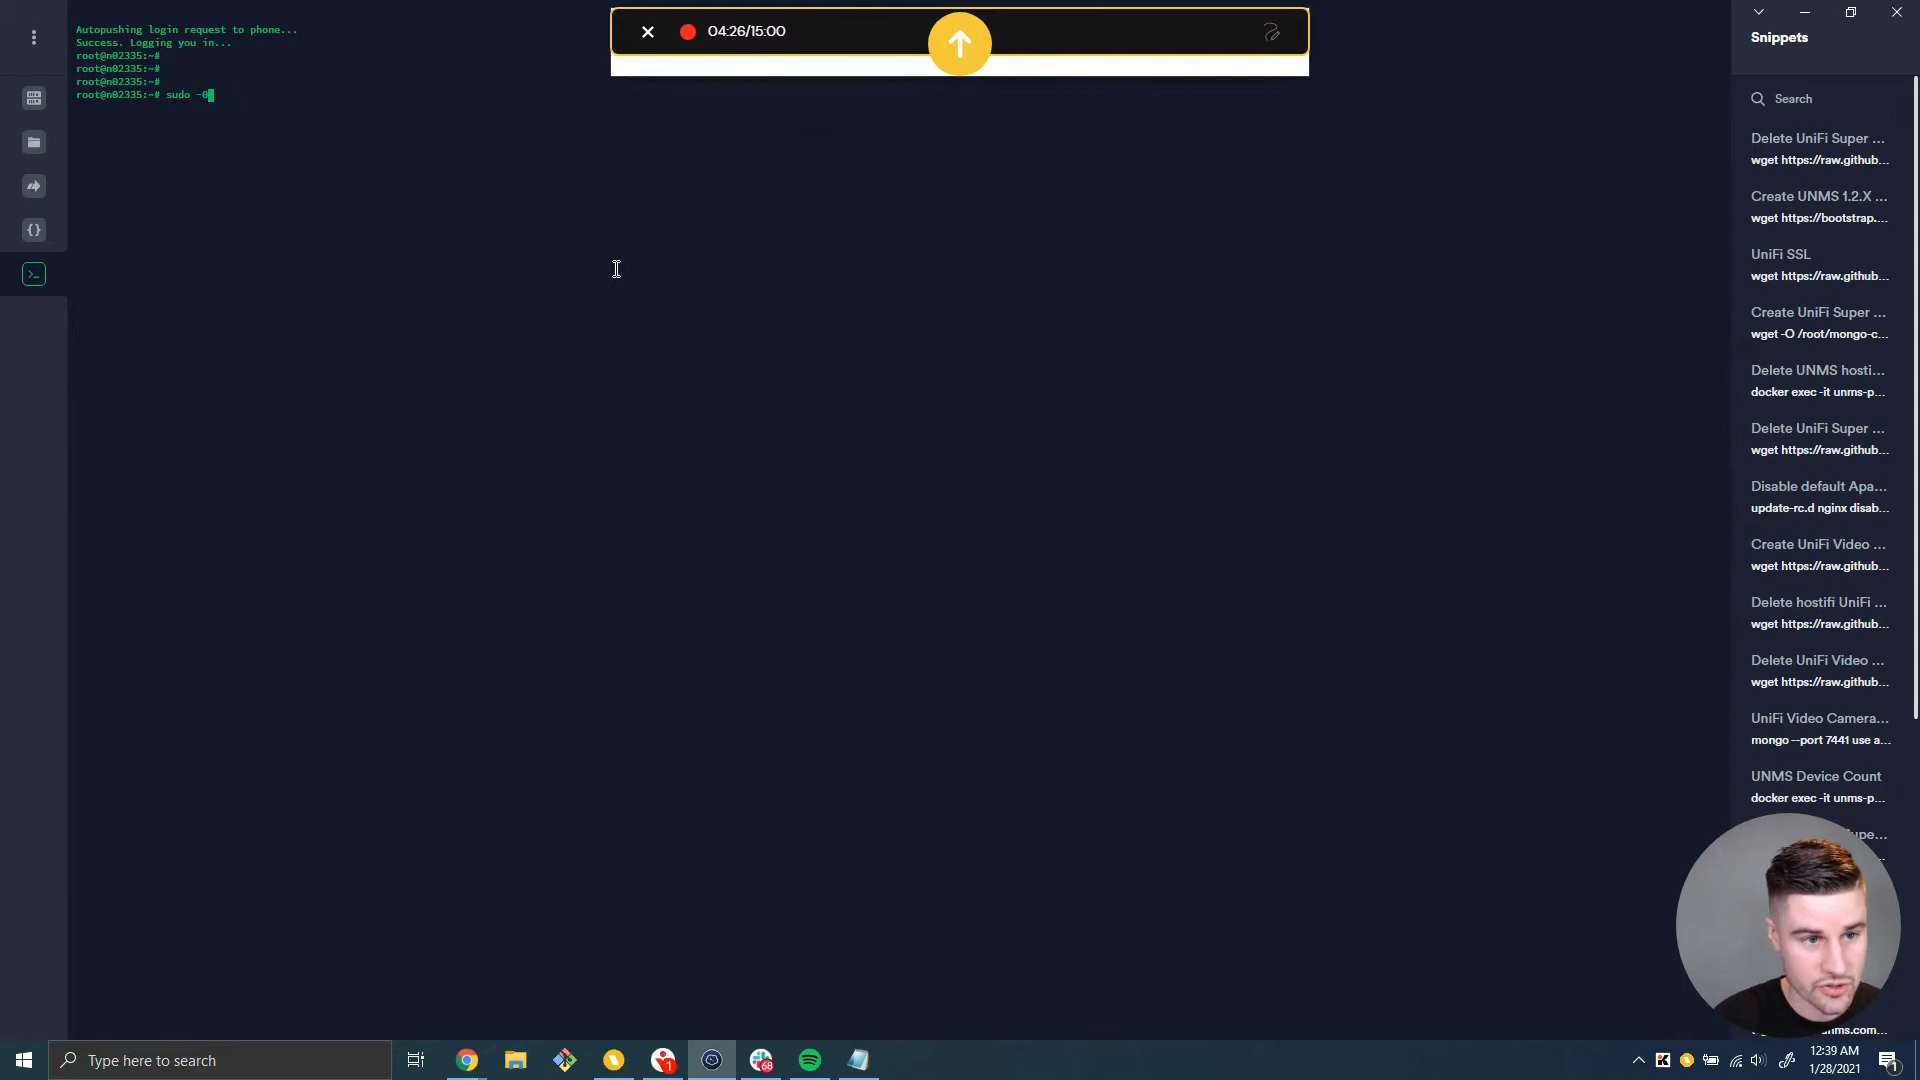 Autopushing login request to phone...
Success. Logging you in...
root@n02335:~#
root@n02335:~#
root@n02335:~#
root@n02335:~# sudo -0
04:26/15:00
Snippets
Search
Delete UniFi Super ...
wget https://raw.github...
Create UNMS 1.2.X ...
wget https://bootstrap....
UniFi SSL
wget https://raw.github...
Create UniFi Super ...
wget -O /root/mongo-c...
Delete UNMS hosti...
docker exec -it unms-p...
Delete UniFi Super ...
wget https://raw.github...
Disable default Apa...
update-rc.d nginx disab...
Create UniFi Video ...
wget https://raw.github...
Delete hostifi UniFi ...
wget https://raw.github...
Delete UniFi Video ...
wget https://raw.github...
UniFi Video Camera...
mongo --port 7441 use a...
UNMS Device Count
docker exec -it unms-p...
Type here to search
1
68
12:39 AM
1/28/2021
1